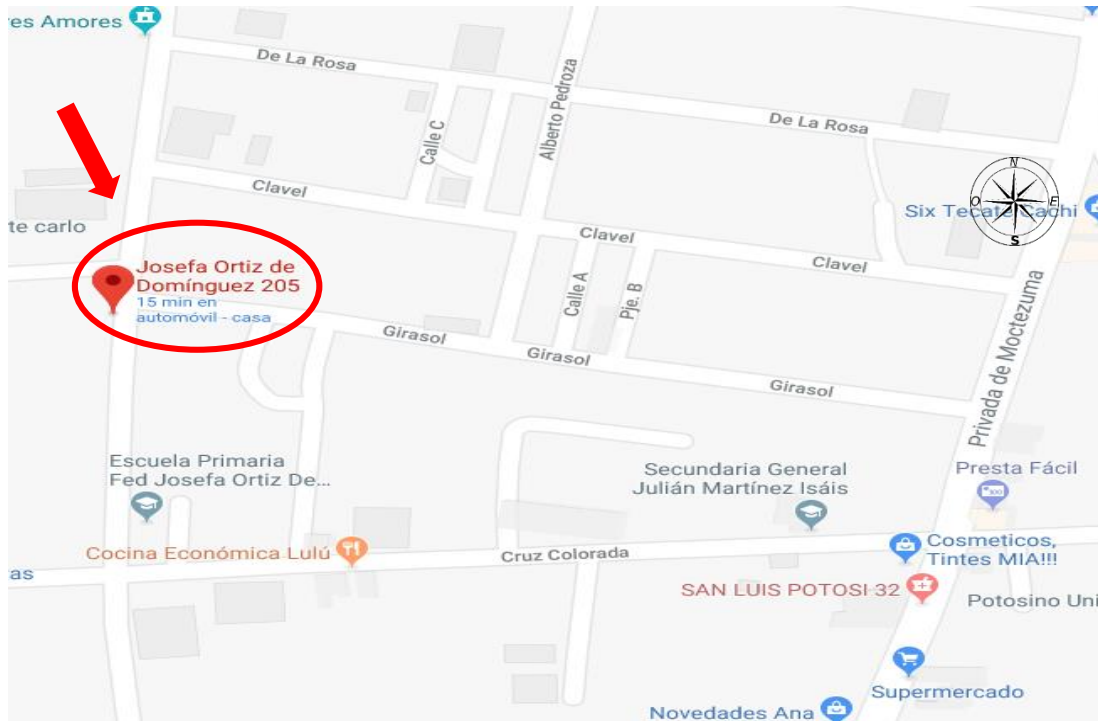 res Amores
De La Rosa
Alberto Pedroza
De La Rosa
Calle C
Clavel
N
O
E
S
Six Tecate Cachi
te carlo
Clavel
Clavel
Josefa Ortiz de
Domínguez 205
15 min en
automóvil - casa
Calle A
Pje. B
Privada de Moctezuma
Girasol
Girasol
Girasol
Escuela Primaria
Fed Josefa Ortiz De...
Secundaria General
Julián Martínez Isáis
Presta Fácil
Cocina Económica Lulú
Cruz Colorada
Cosmeticos,
Tintes MIA!!!
as
SAN LUIS POTOSI 32
Potosino Uni
Supermercado
Novedades Ana